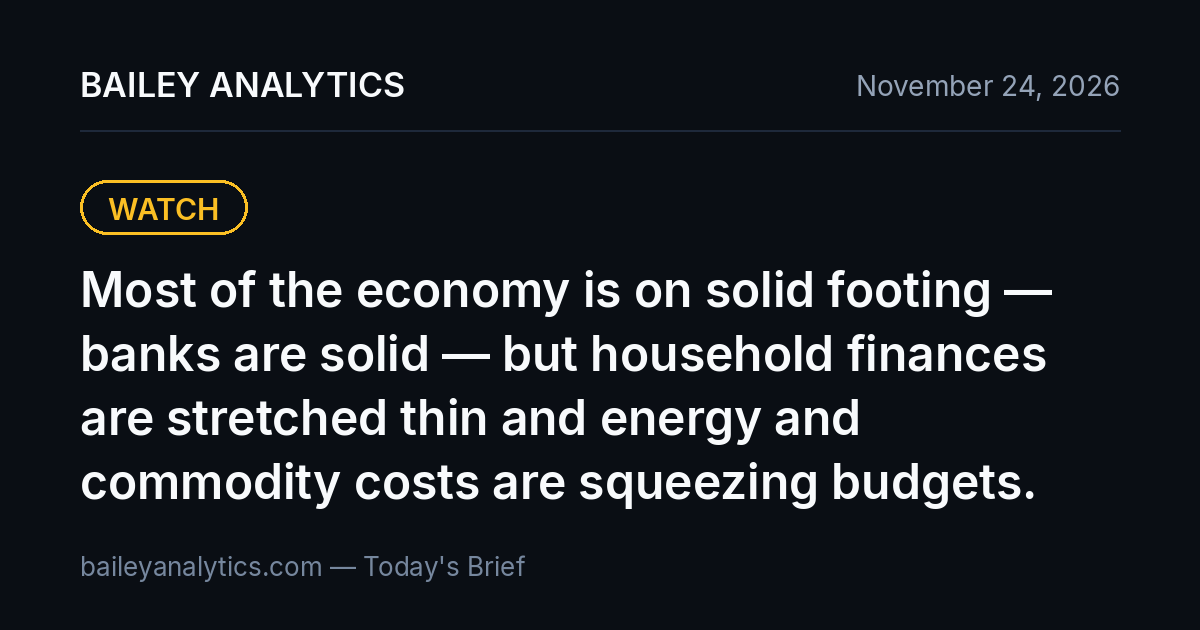 BAILEY ANALYTICS
November 24, 2026
WATCH
Most of the economy is on solid footing —
banks are solid — but household finances
are stretched thin and energy and
commodity costs are squeezing budgets.
baileyanalytics.com — Today's Brief